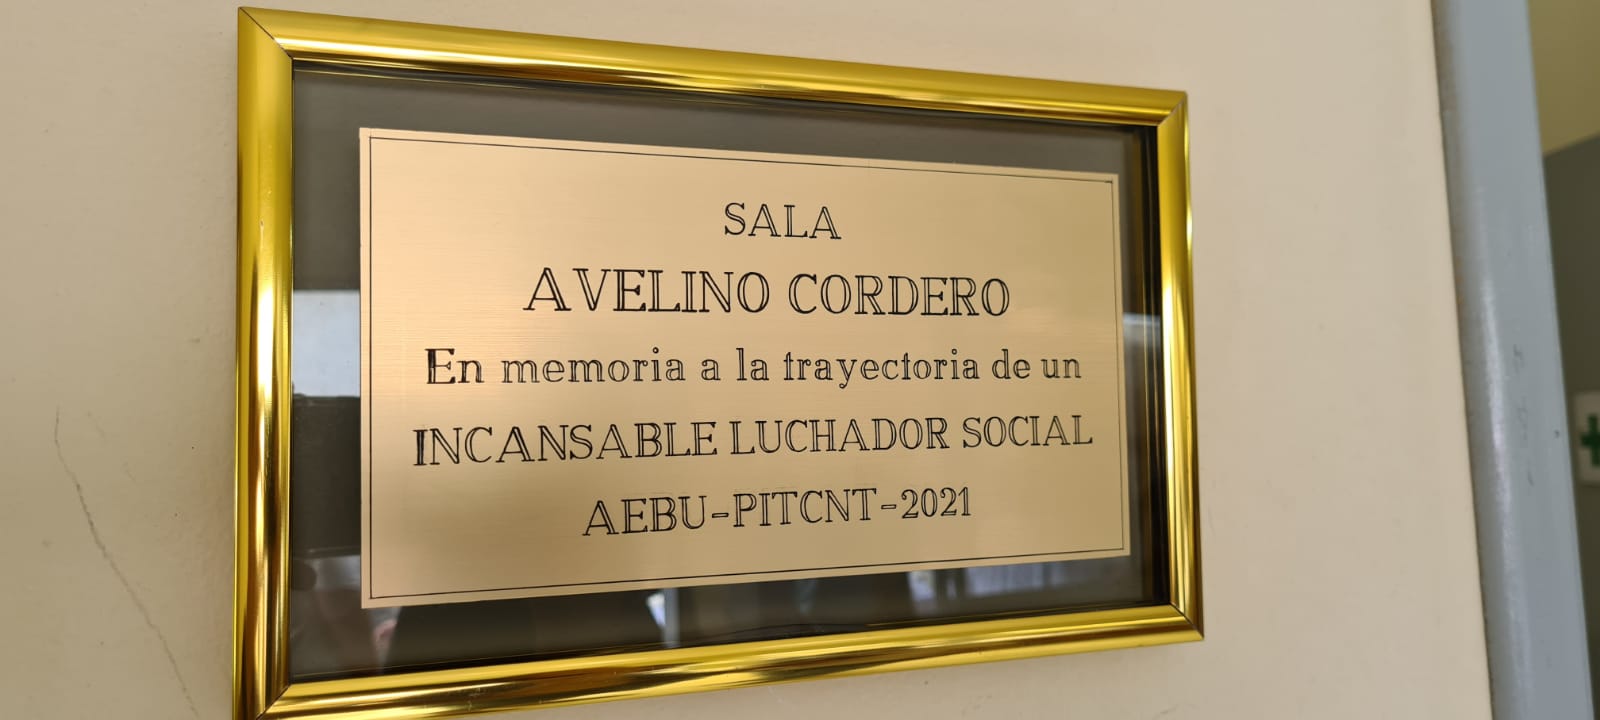 SALA
AVELINO CORDERO
En memoria a la trayectoria de un
INCANSABLE LUCHADOR SOCIAL
AEBU-PITCNT-2021